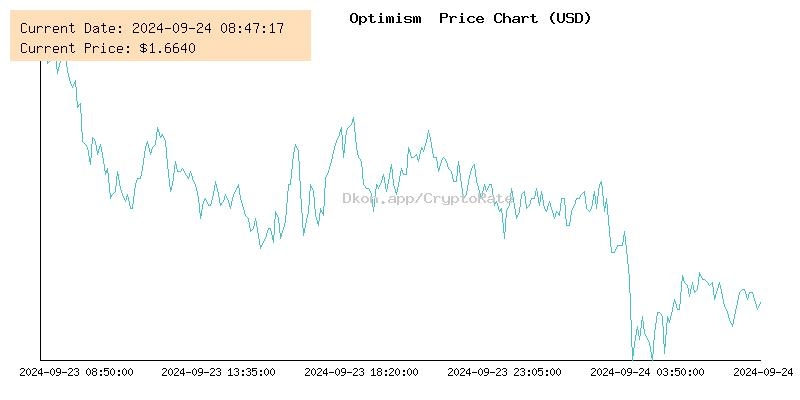 Optimism Price Chart (USD)
Current Date: 2024-09-24 08:47:17
Current Price: $1.6640
Dkon.app/CryptoKate
2024-09-23 08:50:00 2024-09-23 13:35:00 2024-09-23 18:20:00 2024-09-23 23:05:00 2024-09-24 03:50:00 2024-09-24